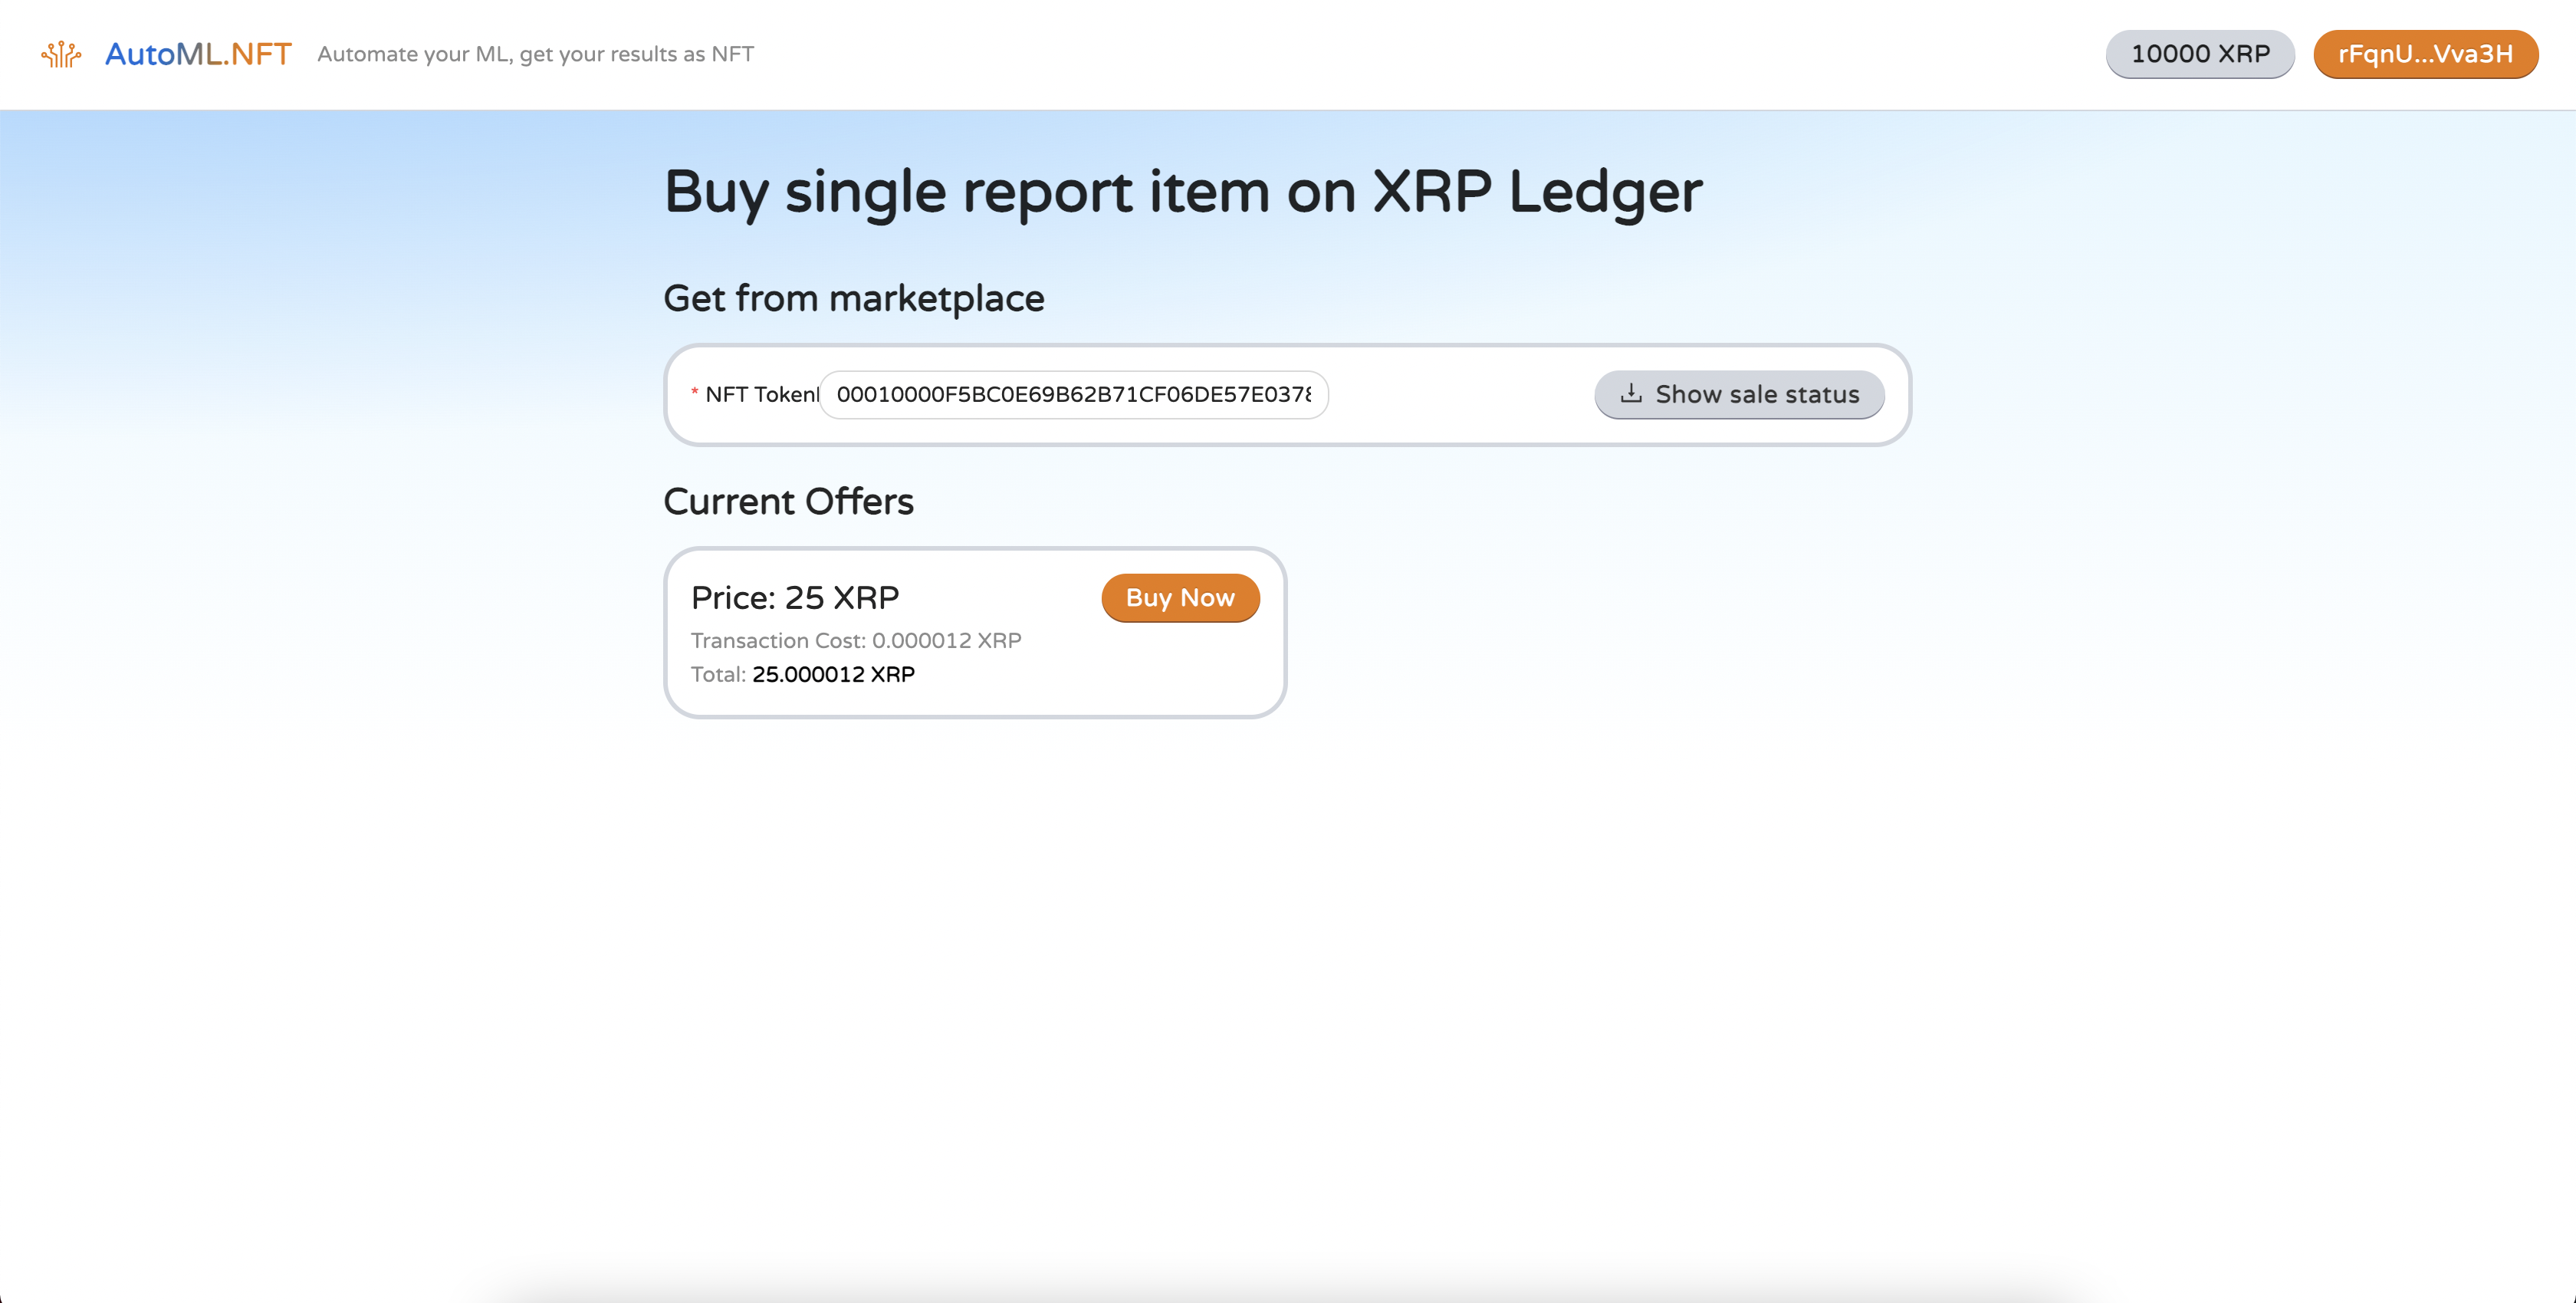 AutoML.NFT Automate your ML, get your results as NFT 10000 XRP rFqnU...Vva3H
Buy single report item on XRP Ledger
Get from marketplace
* NFT TokenI 00010000F5BC0E69B62B71CF06DE57E0378 Show sale status
Current Offers
Price: 25 XRP Buy Now
Transaction Cost: 0.000012 XRP
Total: 25.000012 XRP